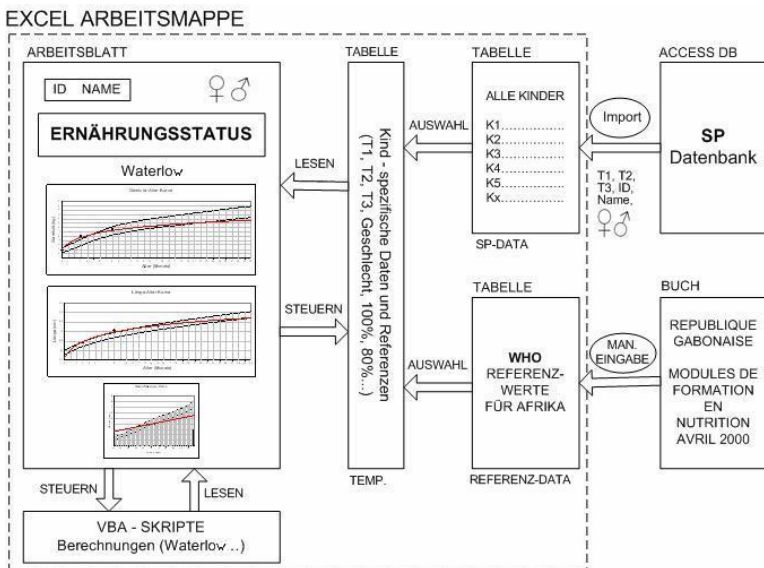 EXCEL ARBEITSMAPPE
ARBEITSBLATT
ID NAME
ERNÄHRUNGSSTATUS
Waterlow
LESEN
STEUERN
STEUERN
LESEN
VBA - SKRIPTE
Berechnungen (Waterlow ..)
TABELLE
Kind - spezifische Daten und Referenzen
(T1, T2, T3, Geschlecht, 100%, 80%...)
TEMP.
AUSWAHL
AUSWAHL
TABELLE
ALLE KINDER
K1..............
K2..............
K3..............
K4..............
K5..............
Kx..............
SP-DATA
TABELLE
WHO
REFERENZ-
WERTE
FÜR AFRIKA
REFERENZ-DATA
Import
T1, T2,
T3, ID,
Name,
MAN.
EINGABE
ACCESS DB
SP
Datenbank
BUCH
REPUBLIQUE
GABONAISE
MODULES DE
FORMATION
EN
NUTRITION
AVRIL 2000